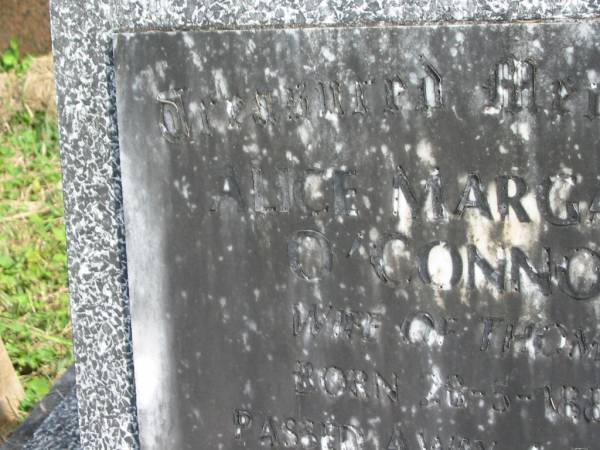 Treasured Me
ALICE MARGA
O'CONNO
WIFE OF THOM
BORN 28-5-188
PASSED AWAY